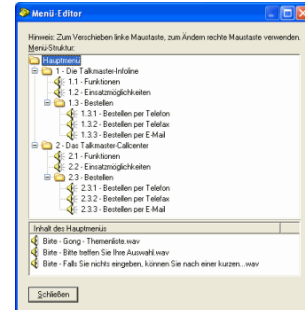 Menü-Editor
Hinweis: Zum Verschieben linke Maustaste, zum Ändern rechte Maustaste verwenden.
Menü-Struktur:
Hauptmenü
1 - Die Talkmaster-Infoline
1.1 - Funktionen
1.2 - Einsatzmöglichkeiten
1.3 - Bestellen
1.3.1 - Bestellen per Telefon
1.3.2 - Bestellen per Telefax
1.3.3 - Bestellen per E-Mail
2 - Das Talkmaster-Callcenter
2.1 - Funktionen
2.2 - Einsatzmöglichkeiten
2.3 - Bestellen
2.3.1 - Bestellen per Telefon
2.3.2 - Bestellen per Telefax
2.3.3 - Bestellen per E-Mail
Inhalt des Hauptmenüs
Bitte - Gong - Themenliste.wav
Bitte - Bitte treffen Sie Ihre Auswahl.wav
Bitte - Falls Sie nichts eingeben, können Sie nach einer kurzen...wav
Schließen